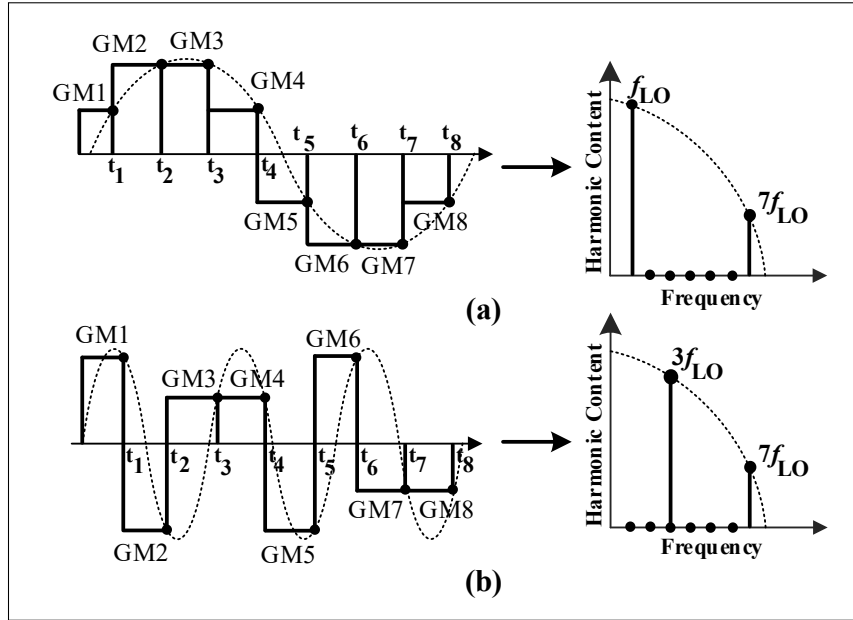 GM2 GM3
GM1 GM4
t1 t2 t3 t4 t5 t6 t7 t8
GM5 GM6 GM7 GM8
Harmonic Content
fLO
7fLO
Frequency
(a)
GM1 GM6
GM3 GM4
t1 t2 t3 t4 t5 t6 t7 t8
GM2 GM5 GM7 GM8
Harmonic Content
3fLO
7fLO
Frequency
(b)